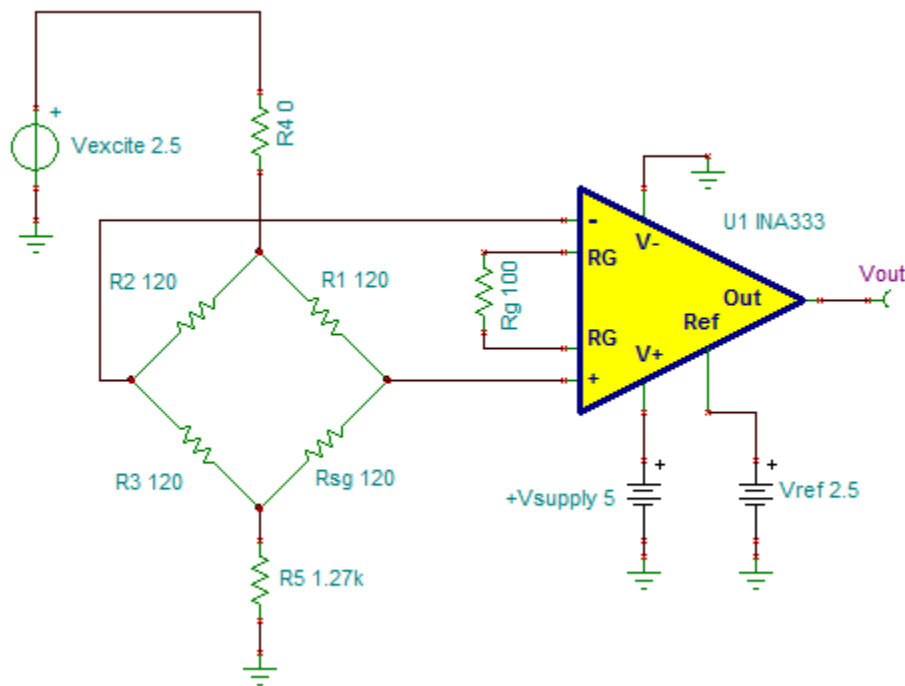 +
Vexcite 2.5
R4 0
R2 120
R1 120
R3 120
Rsg 120
R5 1.27k
-
RG
Rg 100
RG
+
V-
U1 INA333
Out
Ref
V+
Vout
+
+Vsupply 5
+
Vref 2.5